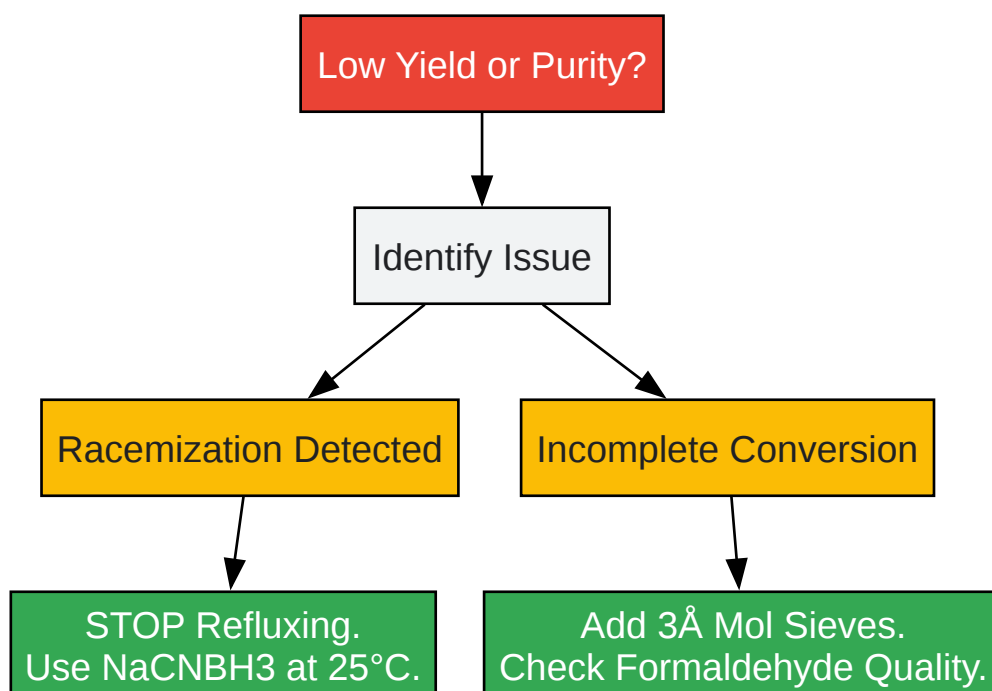 Low Yield or Purity?
Identify Issue
Racemization Detected
Incomplete Conversion
STOP Refluxing.
Use NaCNBH3 at 25°C.
Add 3Å Mol Sieves.
Check Formaldehyde Quality.